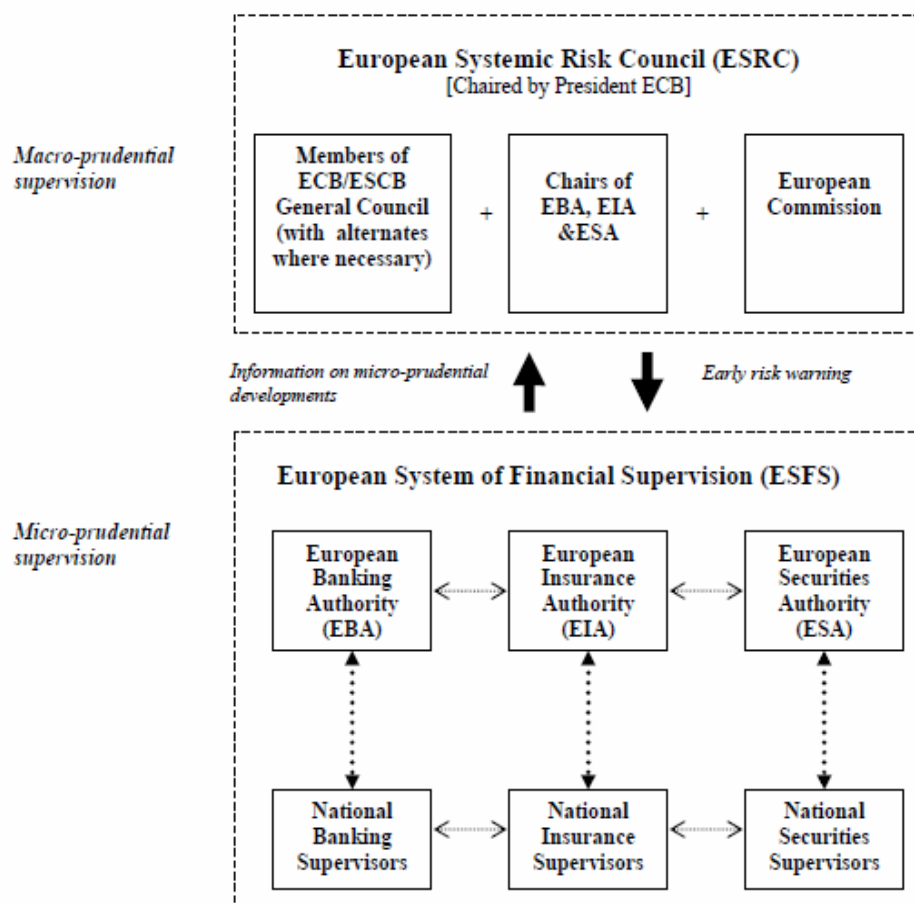 European Systemic Risk Council (ESRC)
[Chaired by President ECB]
Macro-prudential
supervision
Members of
ECB/ESCB
General Council
(with alternates
where necessary)
+
Chairs of
EBA, EIA
&ESA
+
European
Commission
Information on micro-prudential
developments
Early risk warning
European System of Financial Supervision (ESFS)
Micro-prudential
supervision
European
Banking
Authority
(EBA)
European
Insurance
Authority
(EIA)
European
Securities
Authority
(ESA)
National
Banking
Supervisors
National
Insurance
Supervisors
National
Securities
Supervisors